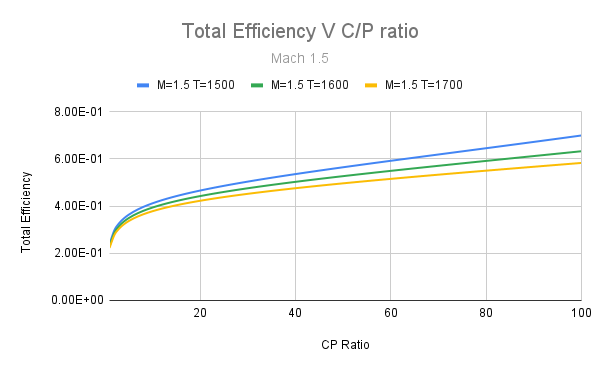 Total Efficiency V C/P ratio
Mach 1.5
M=1.5 T=1500 M=1.5 T=1600 M=1.5 T=1700
8.00E-01
6.00E-01
4.00E-01
2.00E-01
0.00E+00
Total Efficiency
20 40 60 80 100
CP Ratio